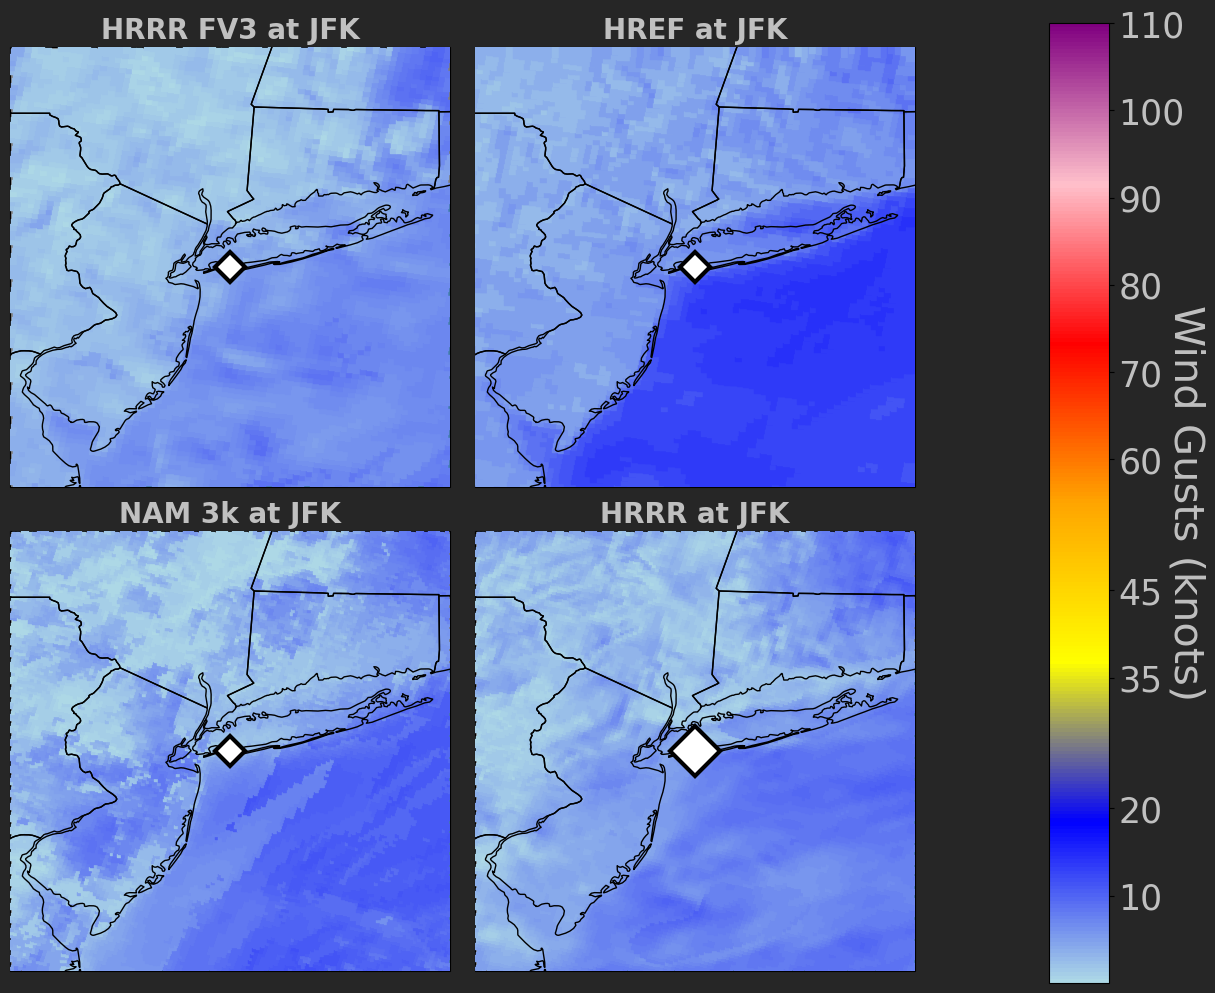 HRRR FV3 at JFK
HREF at JFK
NAM 3k at JFK
HRRR at JFK
110
100
90
80
70
60
45
35
20
10
Wind Gusts (knots)